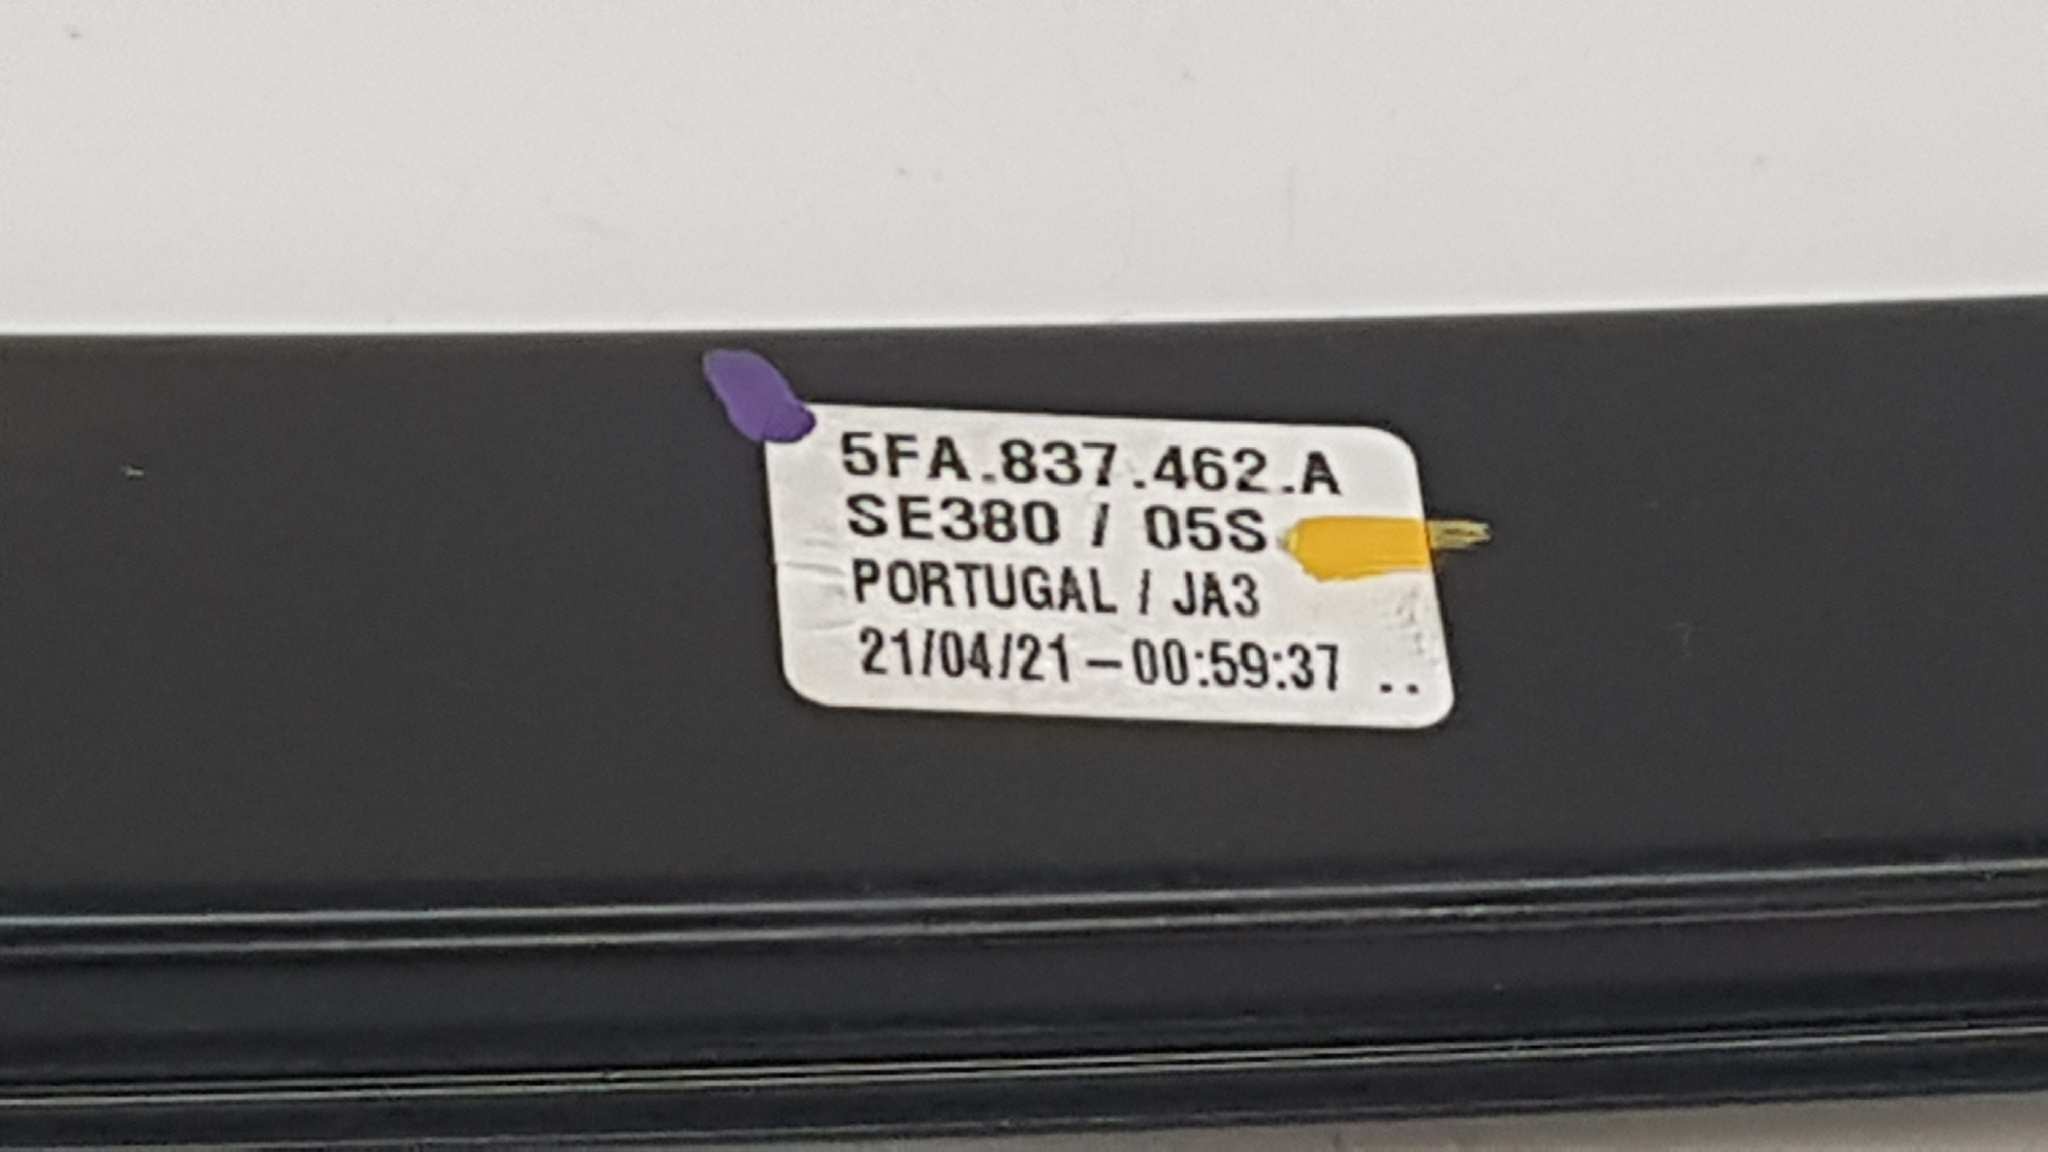 5FA.837.462.A
SE380 / 05S
PORTUGAL / JA3
21/04/21-00:59:37 ..